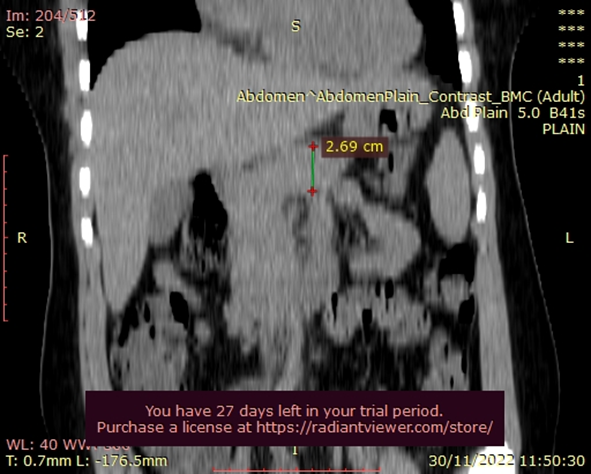 Im: 204/512
Se: 2
S
***
***
***
***
1
Abdomen^AbdomenPlain_Contrast_BMC (Adult)
Abd Plain 5.0 B41s
PLAIN
2.69 cm
R
L
You have 27 days left in your trial period.
Purchase a license at https://radiantviewer.com/store/
WL: 40
I
T: 0.7mm L: -176.5mm
30/11/2022 11:50:30